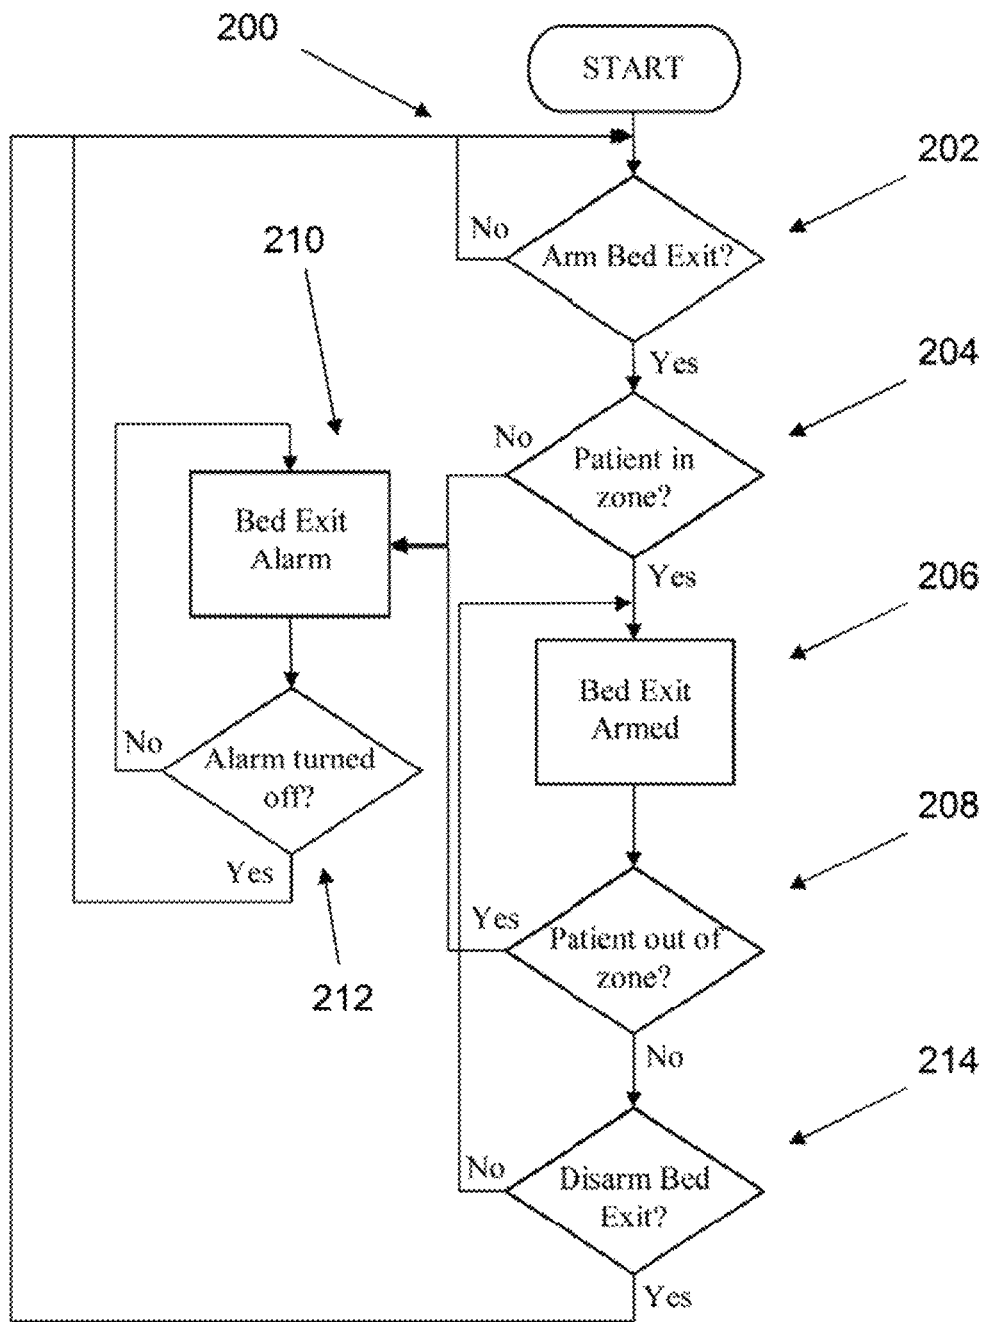 200
START
202
No
Arm Bed Exit?
210
Yes
204
No
Patient in
zone?
Bed Exit
Alarm
Yes
206
Bed Exit
Armed
No
Alarm turned
off?
208
Yes
Yes
Patient out of
zone?
212
No
214
No
Disarm Bed
Exit?
Yes